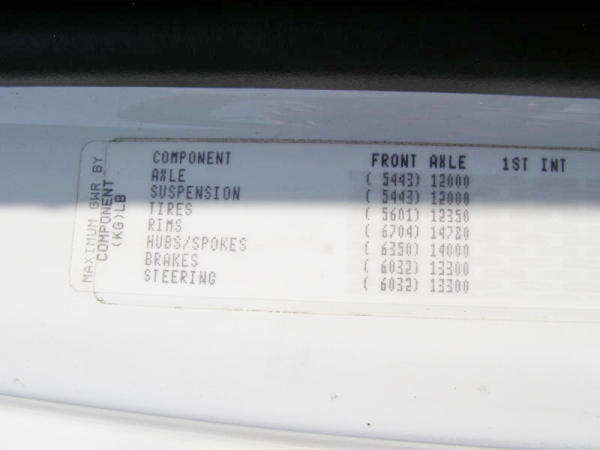 MAXIMUM GWR BY
COMPONENT
(KG)LB
COMPONENT FRONT AXLE 1ST INT
AXLE ( 5443) 12000
SUSPENSION ( 5443) 12000
TIRES ( 5601) 12350
RIMS ( 6704) 14780
HUBS/SPOKES ( 6350) 14000
BRAKES ( 6032) 13300
STEERING ( 6032) 13300